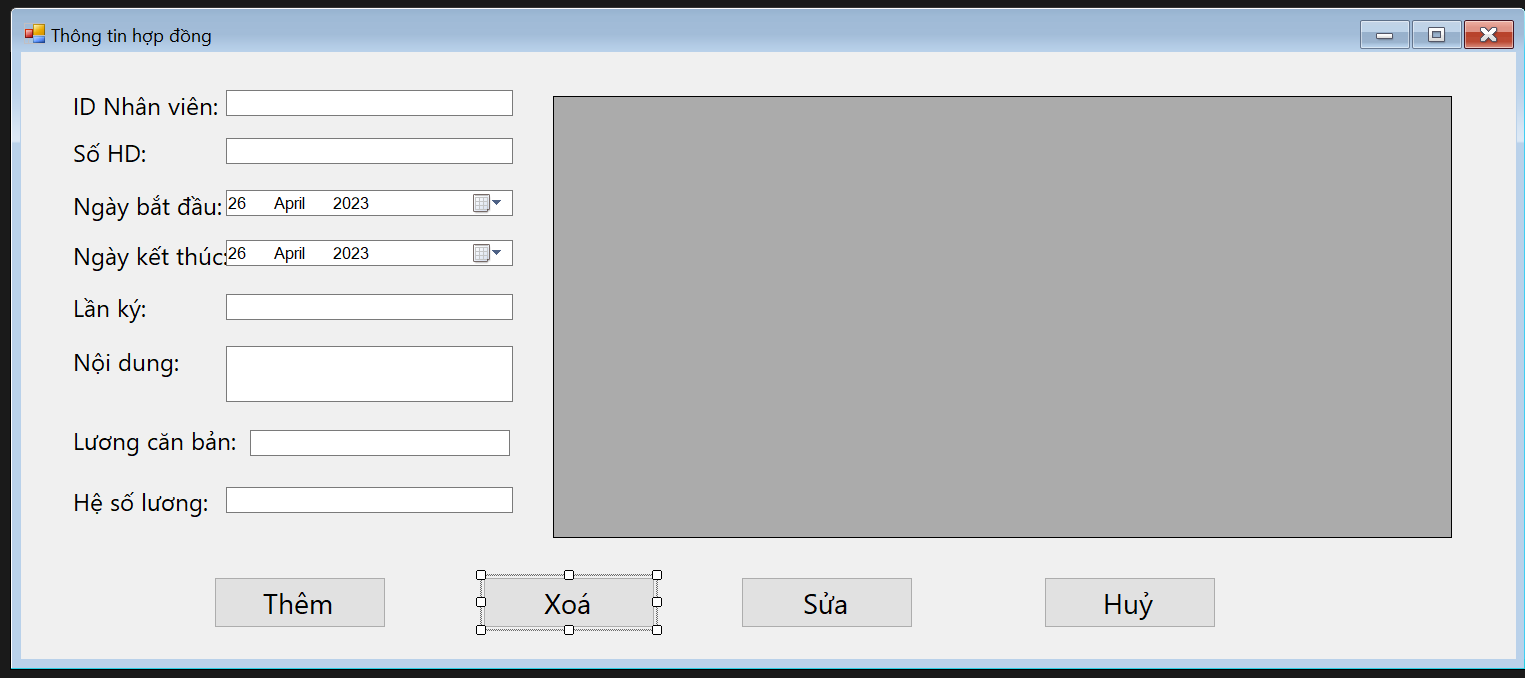 Thông tin hợp đồng
ID Nhân viên:
Số HD:
Ngày bắt đầu: 26 April 2023
Ngày kết thúc: 26 April 2023
Lần ký:
Nội dung:
Lương căn bản:
Hệ số lương:
Thêm Xoá Sửa Huỷ